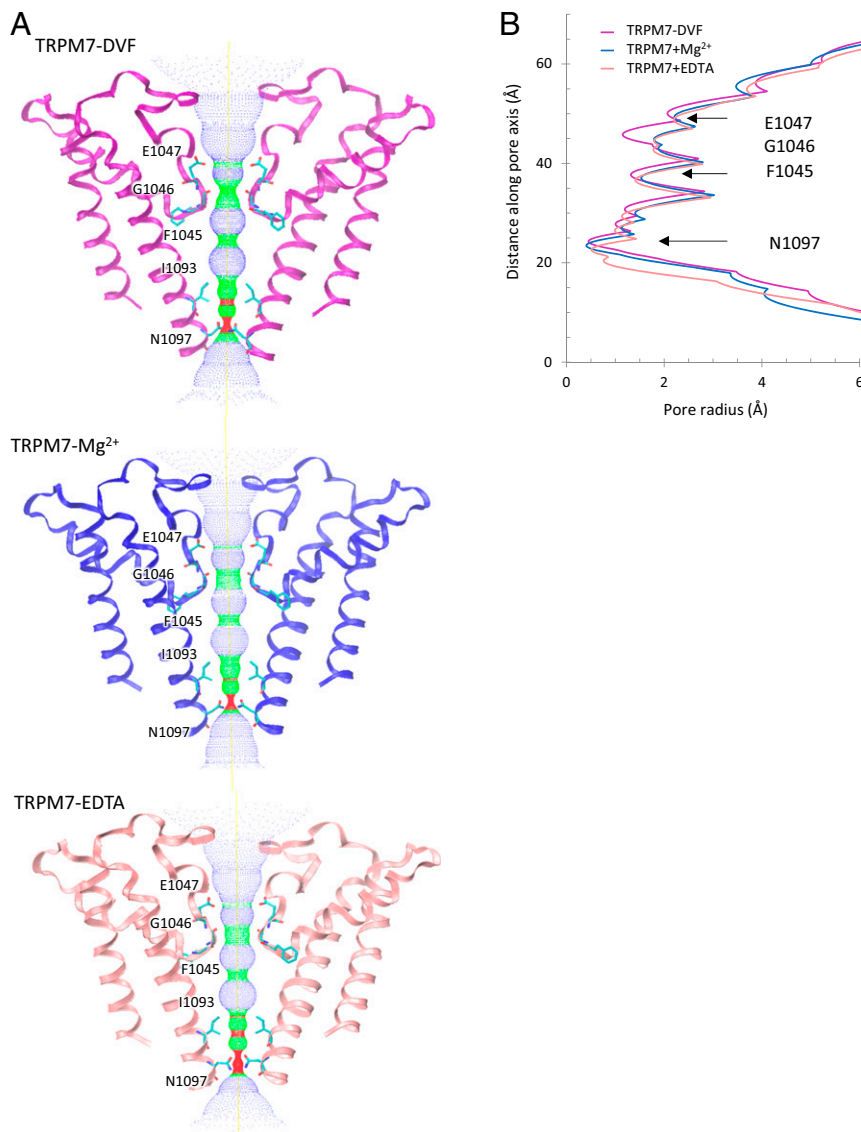 A
TRPM7-DVF
E1047
G1046
F1045
I1093
N1097
TRPM7-Mg²⁺
E1047
G1046
F1045
I1093
N1097
TRPM7-EDTA
E1047
G1046
F1045
I1093
N1097
B
TRPM7-DVF
TRPM7+Mg²⁺
TRPM7+EDTA
60
40
20
0
Distance along pore axis (Å)
E1047
G1046
F1045
N1097
0 2 4 6
Pore radius (Å)